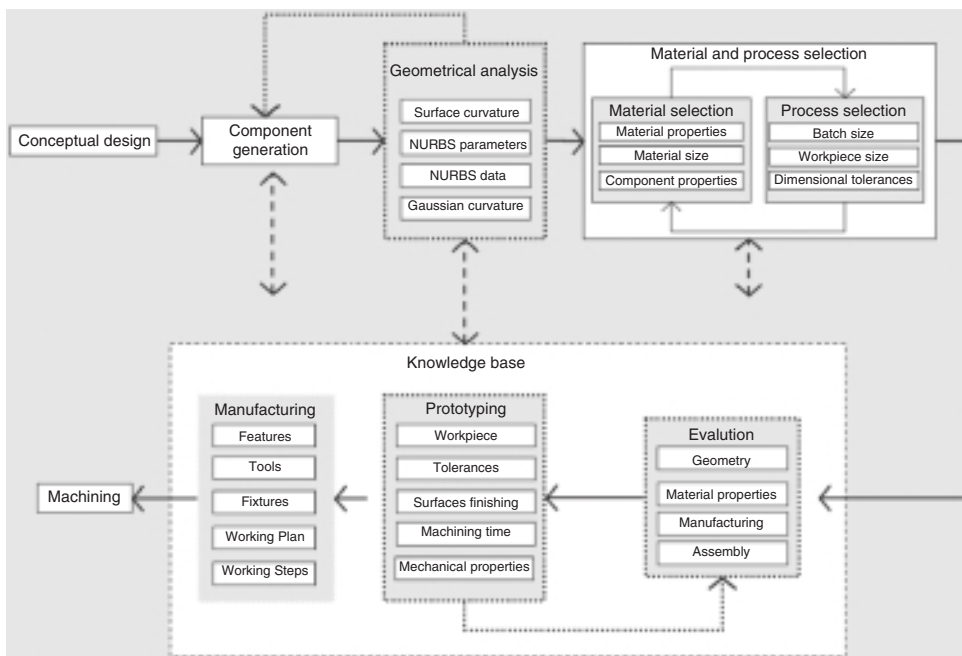 Conceptual design
Component
generation
Geometrical analysis
Surface curvature
NURBS parameters
NURBS data
Gaussian curvature
Material and process selection
Material selection
Material properties
Material size
Component properties
Process selection
Batch size
Workpiece size
Dimensional tolerances
Knowledge base
Manufacturing
Features
Tools
Fixtures
Working Plan
Working Steps
Prototyping
Workpiece
Tolerances
Surfaces finishing
Machining time
Mechanical properties
Evalution
Geometry
Material properties
Manufacturing
Assembly
Machining